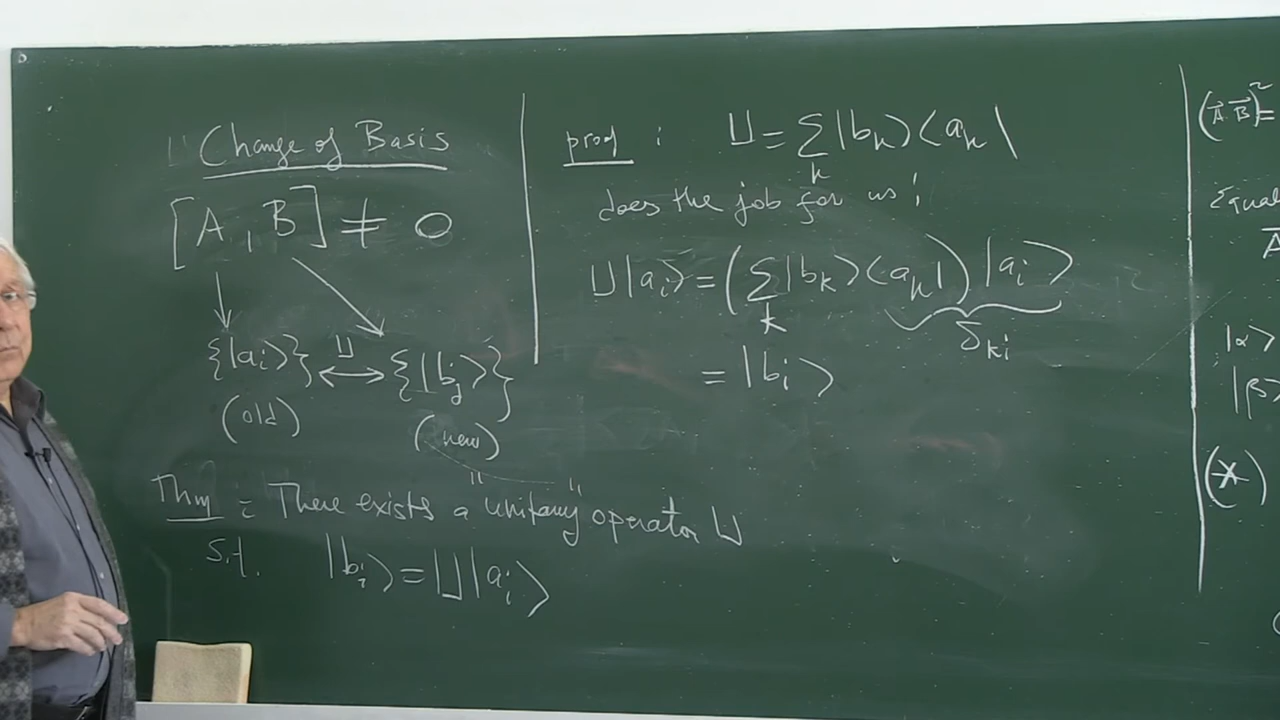 Change of Basis
[A, B] ≠ 0
{|aᵢ⟩} ⟷ U {|bⱼ⟩}
(old)
(new)
Thm : There exists a "unitary" operator U
s.t. |bᵢ⟩ = U|aᵢ⟩
proof : U = Σₖ |bₖ⟩⟨aₖ|
does the job for us !
U|aᵢ⟩ = (Σₖ |bₖ⟩⟨aₖ|)|aᵢ⟩
δₖᵢ
= |bᵢ⟩
(A⃗ B⃗)² =
A
|α⟩
|β⟩
(*)